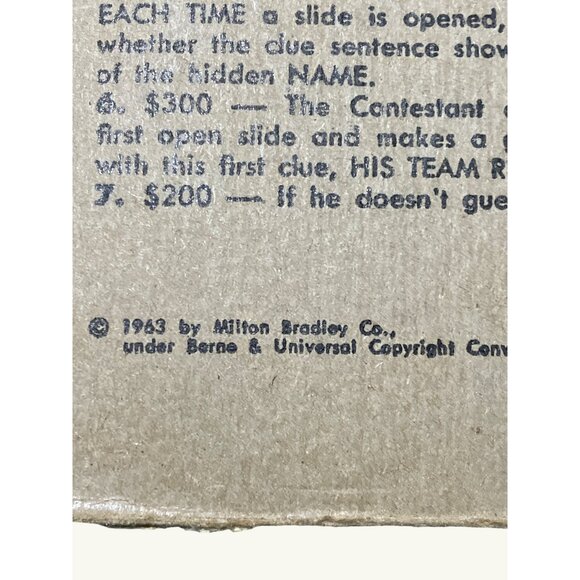 EACH TIME a slide is opened,
whether the clue sentence show
of the hidden NAME.
6. $300 — The Contestant
first open slide and makes a
with this first clue, HIS TEAM R
7. $200 — If he doesn't gue
© 1963 by Milton Bradley Co.,
under Berne & Universal Copyright Conv